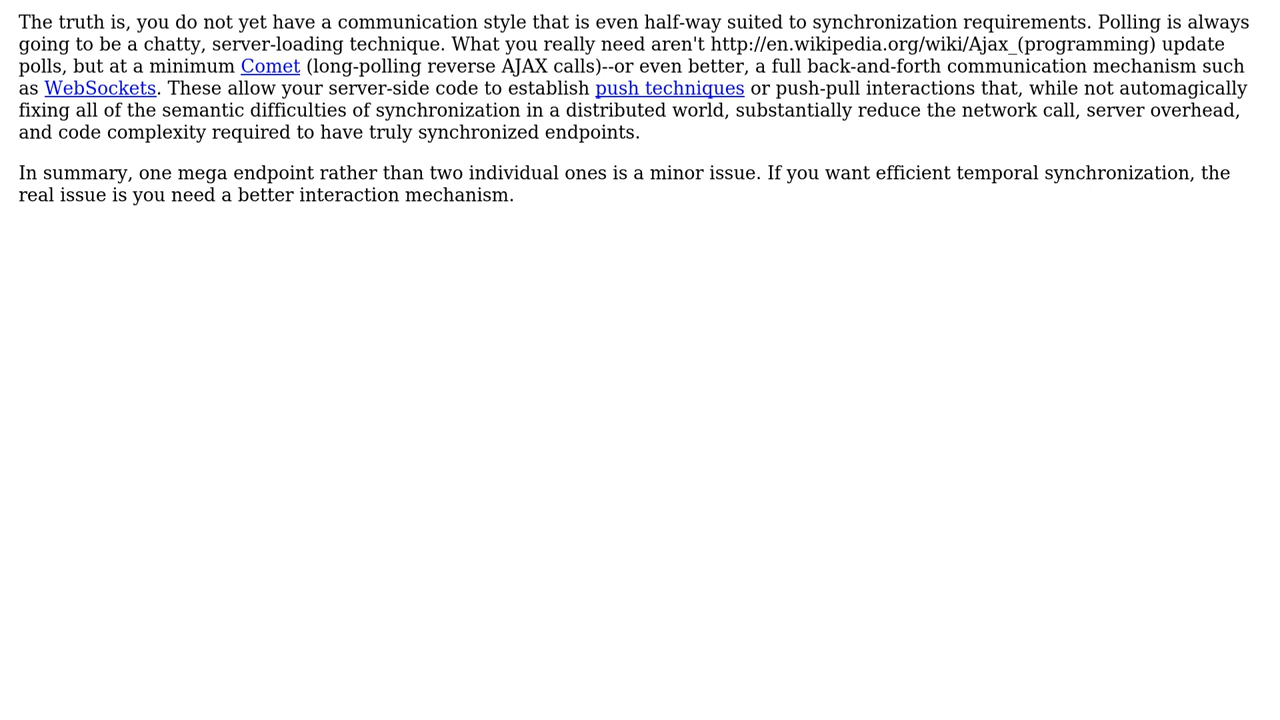 The truth is, you do not yet have a communication style that is even half-way suited to synchronization requirements. Polling is always
going to be a chatty, server-loading technique. What you really need aren't http://en.wikipedia.org/wiki/Ajax_(programming) update
polls, but at a minimum Comet (long-polling reverse AJAX calls)--or even better, a full back-and-forth communication mechanism such
as WebSockets. These allow your server-side code to establish push techniques or push-pull interactions that, while not automagically
fixing all of the semantic difficulties of synchronization in a distributed world, substantially reduce the network call, server overhead,
and code complexity required to have truly synchronized endpoints.
In summary, one mega endpoint rather than two individual ones is a minor issue. If you want efficient temporal synchronization, the
real issue is you need a better interaction mechanism.